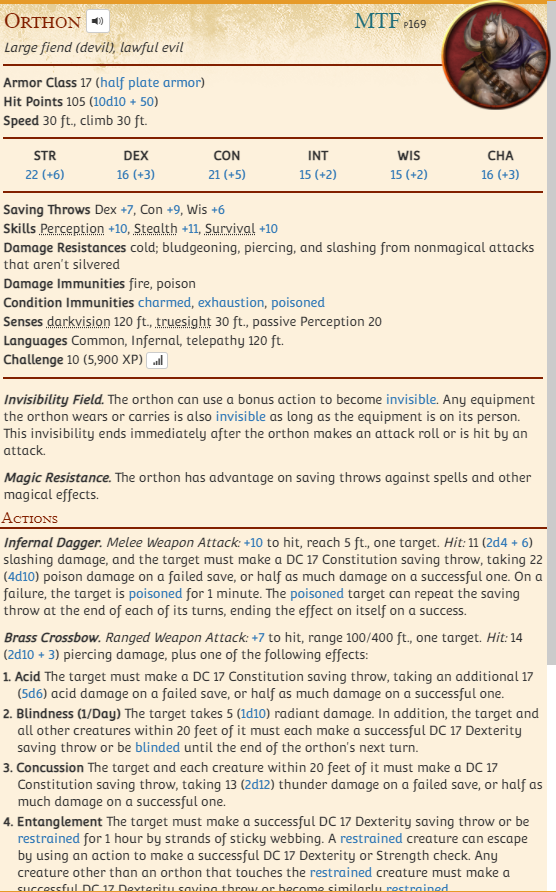 Orthon MTF p169
Large fiend (devil), lawful evil
Armor Class 17 (half plate armor)
Hit Points 105 (10d10 + 50)
Speed 30 ft., climb 30 ft.
STR DEX CON INT WIS CHA
22 (+6) 16 (+3) 21 (+5) 15 (+2) 15 (+2) 16 (+3)
Saving Throws Dex +7, Con +9, Wis +6
Skills Perception +10, Stealth +11, Survival +10
Damage Resistances cold; bludgeoning, piercing, and slashing from nonmagical attacks
that aren't silvered
Damage Immunities fire, poison
Condition Immunities charmed, exhaustion, poisoned
Senses darkvision 120 ft., truesight 30 ft., passive Perception 20
Languages Common, Infernal, telepathy 120 ft.
Challenge 10 (5,900 XP)
Invisibility Field. The orthon can use a bonus action to become invisible. Any equipment
the orthon wears or carries is also invisible as long as the equipment is on its person.
This invisibility ends immediately after the orthon makes an attack roll or is hit by an
attack.
Magic Resistance. The orthon has advantage on saving throws against spells and other
magical effects.
Actions
Infernal Dagger. Melee Weapon Attack: +10 to hit, reach 5 ft., one target. Hit: 11 (2d4 + 6)
slashing damage, and the target must make a DC 17 Constitution saving throw, taking 22
(4d10) poison damage on a failed save, or half as much damage on a successful one. On a
failure, the target is poisoned for 1 minute. The poisoned target can repeat the saving
throw at the end of each of its turns, ending the effect on itself on a success.
Brass Crossbow. Ranged Weapon Attack: +7 to hit, range 100/400 ft., one target. Hit: 14
(2d10 + 3) piercing damage, plus one of the following effects:
1. Acid The target must make a DC 17 Constitution saving throw, taking an additional 17
(5d6) acid damage on a failed save, or half as much damage on a successful one.
2. Blindness (1/Day) The target takes 5 (1d10) radiant damage. In addition, the target and
all other creatures within 20 feet of it must each make a successful DC 17 Dexterity
saving throw or be blinded until the end of the orthon's next turn.
3. Concussion The target and each creature within 20 feet of it must make a DC 17
Constitution saving throw, taking 13 (2d12) thunder damage on a failed save, or half as
much damage on a successful one.
4. Entanglement The target must make a successful DC 17 Dexterity saving throw or be
restrained for 1 hour by strands of sticky webbing. A restrained creature can escape
by using an action to make a successful DC 17 Dexterity or Strength check. Any
creature other than an orthon that touches the restrained creature must make a
successful DC 17 Dexterity saving throw or become similarly restrained.